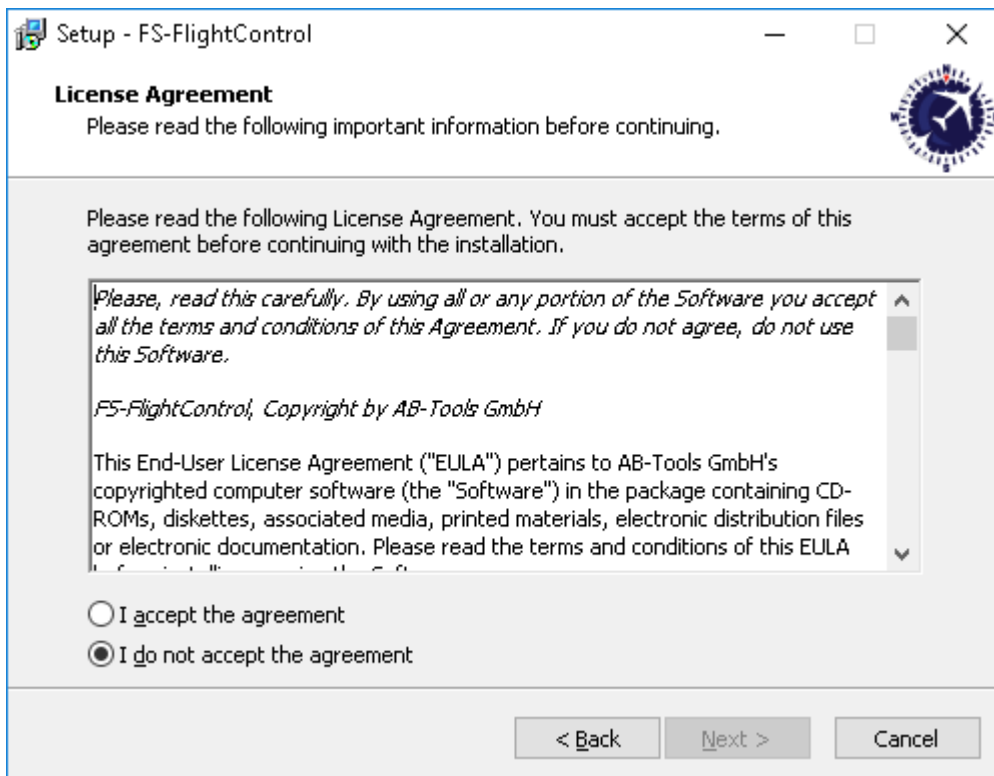 Setup - FS-FlightControl
License Agreement
Please read the following important information before continuing.
Please read the following License Agreement. You must accept the terms of this
agreement before continuing with the installation.
Please, read this carefully. By using all or any portion of the Software you accept
all the terms and conditions of this Agreement. If you do not agree, do not use
this Software.
FS-FlightControl, Copyright by AB-Tools GmbH
This End-User License Agreement ("EULA") pertains to AB-Tools GmbH's
copyrighted computer software (the "Software") in the package containing CD-
ROMs, diskettes, associated media, printed materials, electronic distribution files
or electronic documentation. Please read the terms and conditions of this EULA
I accept the agreement
I do not accept the agreement
< Back
Next >
Cancel